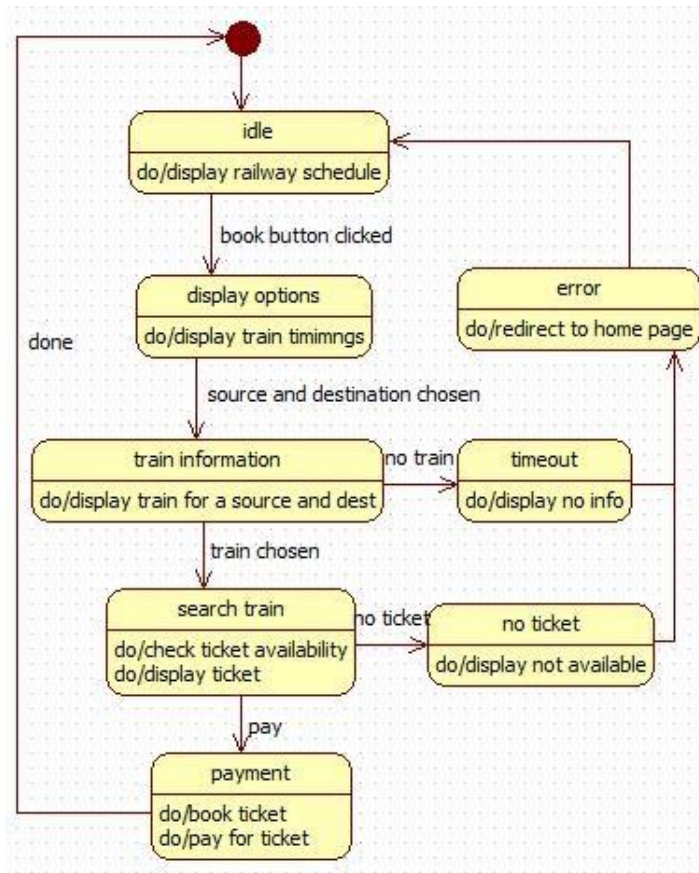 idle
do/display railway schedule
book button clicked
display options
do/display train timimngs
error
do/redirect to home page
done
source and destination chosen
train information
do/display train for a source and dest
no train
timeout
do/display no info
train chosen
search train
do/check ticket availability
do/display ticket
no ticket
no ticket
do/display not available
pay
payment
do/book ticket
do/pay for ticket